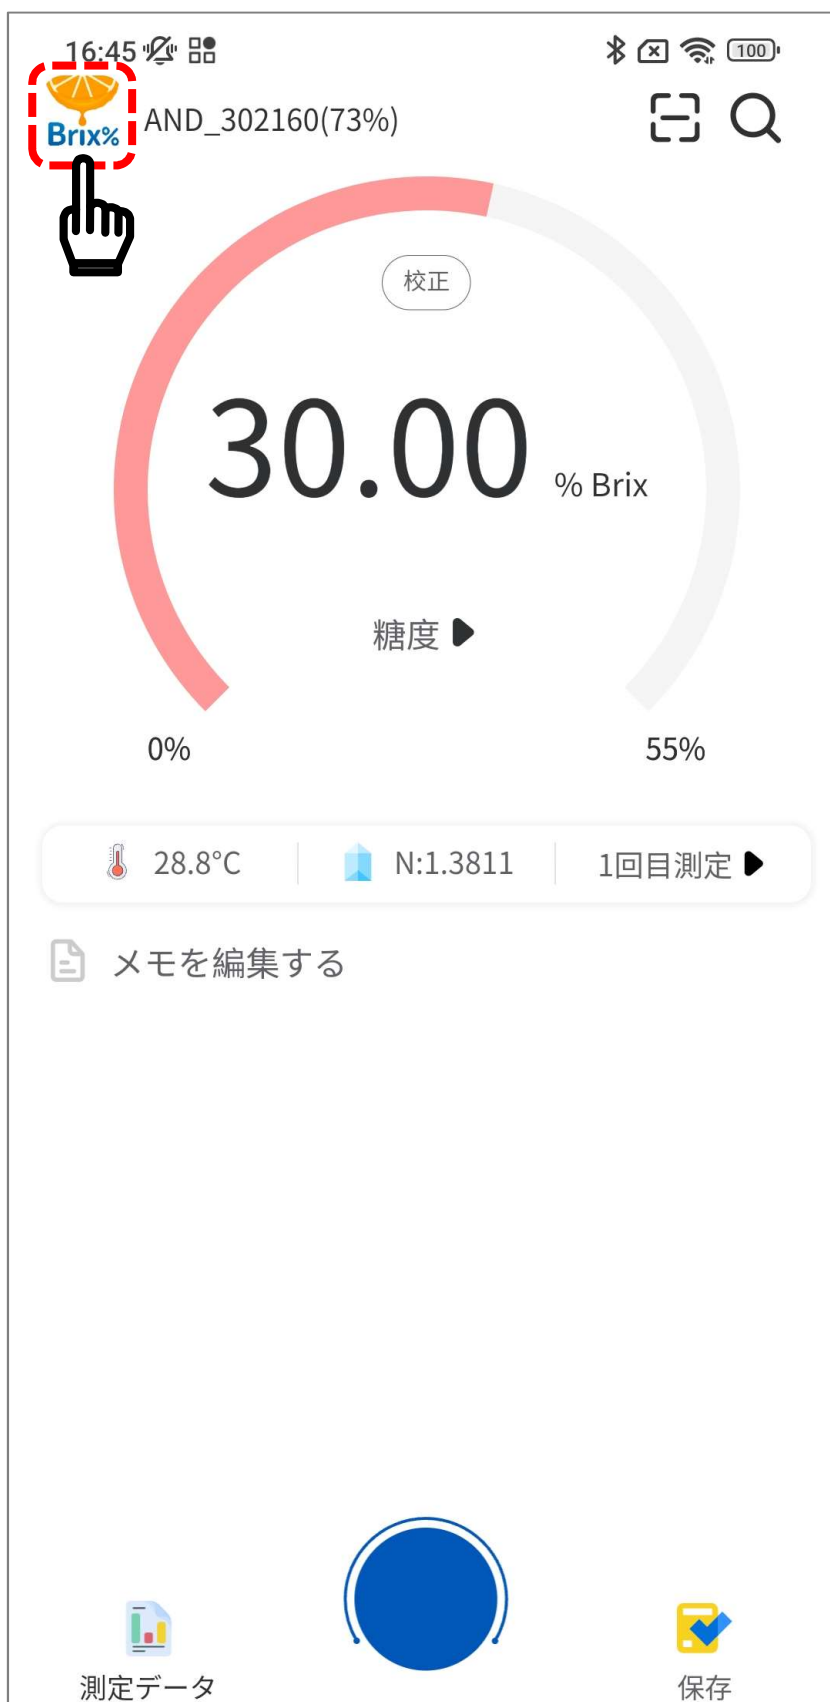 16:45
100
Brix%
AND_302160(73%)
校正
30.00 % Brix
糖度
0% 55%
28.8°C N:1.3811 1回目測定
メモを編集する
測定データ 保存